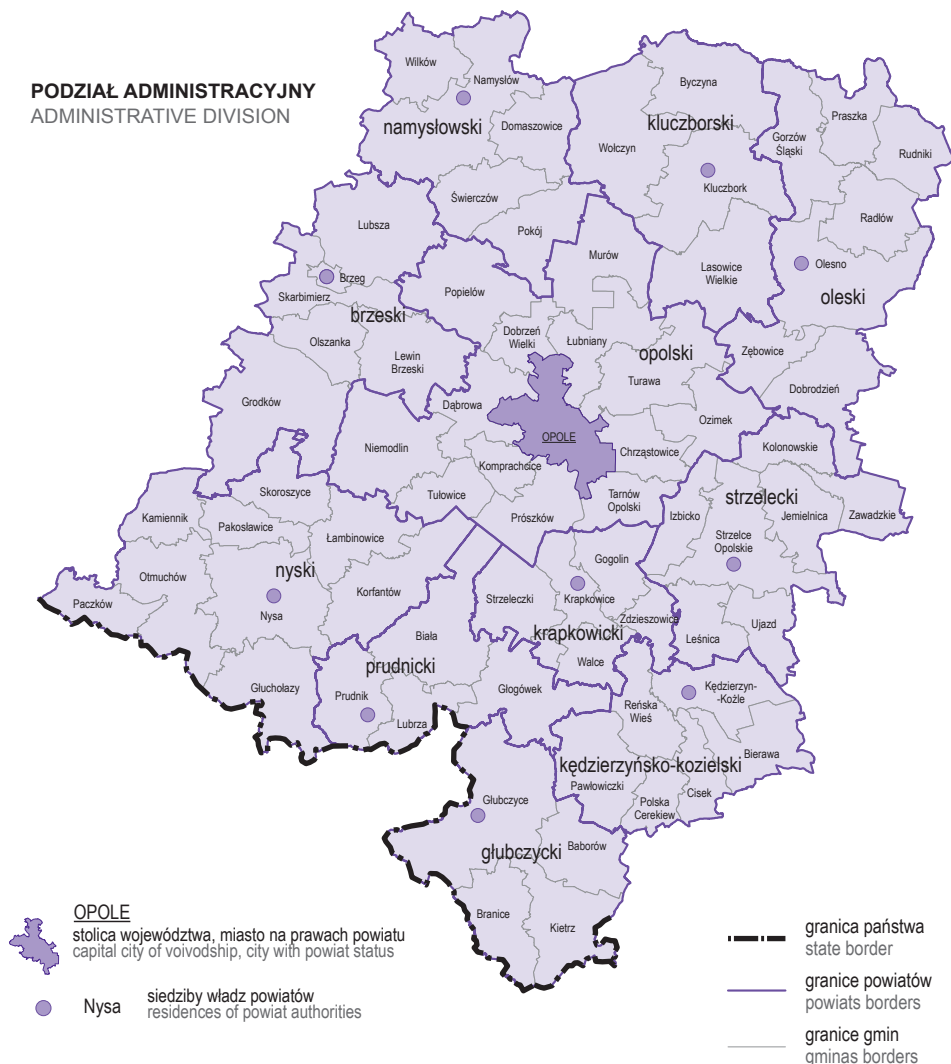 PODZIAŁ ADMINISTRACYJNY
ADMINISTRATIVE DIVISION
Wilków
Namysłów
namysłowski
Domaszowice
Świerczów
Pokój
Byczyna
kluczborski
Wołczyn
Kluczbork
Lasowice
Wielkie
Praszka
Gorzów
Śląski
Rudniki
Radłów
Olesno
oleski
Zębowice
Dobrodzień
Lubsza
Brzeg
Skarbimierz
brzeski
Olszanka
Lewin
Brzeski
Grodków
Murów
Popielów
Dobrzeń
Wielki
Łubniany
opolski
Turawa
Dąbrowa
Ozimek
Niemodlin
OPOLE
Chrząstowice
Komprachcice
Tułowice
Tarnów
Opolski
Prószków
Kolonowskie
strzelecki
Izbicko
Jemielnica
Zawadzkie
Strzelce
Opolskie
Leśnica
Ujazd
Skoroszyce
Kamiennik
Pakosławice
Łambinowice
Otmuchów
nyski
Paczków
Nysa
Korfantów
Głuchołazy
Gogolin
Strzeleczki
Krapkowice
Zdzieszowice
krapkowicki
Walce
Biała
prudnicki
Prudnik
Głogówek
Lubrza
Reńska
Wieś
Kędzierzyn-
-Koźle
Bierawa
kędzierzyńsko-kozielski
Pawłowiczki
Cisek
Polska
Cerekiew
Głubczyce
głubczycki
Baborów
Branice
Kietrz
OPOLE
stolica województwa, miasto na prawach powiatu
capital city of voivodship, city with powiat status
Nysa
siedziby władz powiatów
residences of powiat authorities
granica państwa
state border
granice powiatów
powiats borders
granice gmin
gminas borders